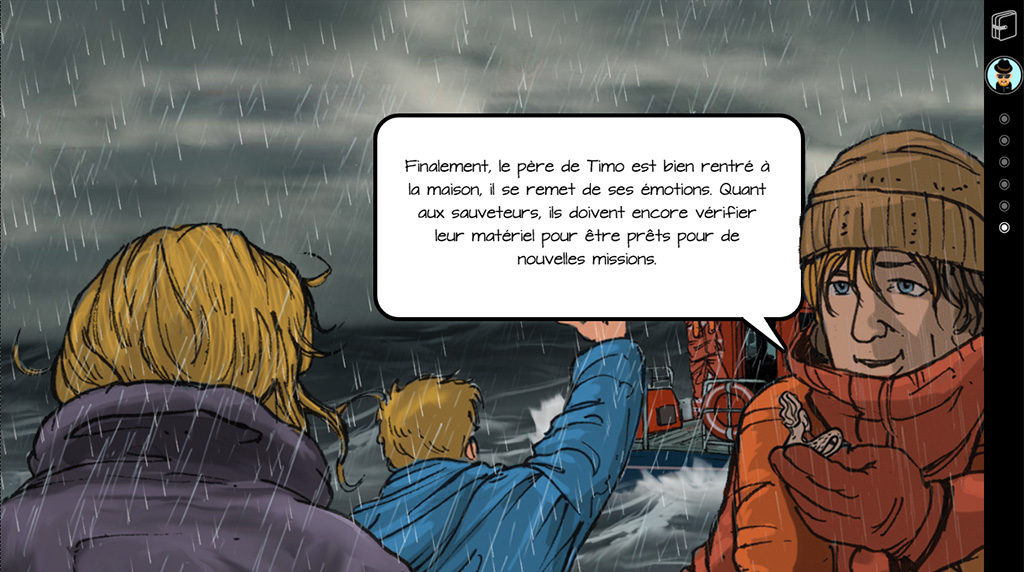 Finalement, le père de Timo est bien rentré à
la maison, il se remet de ses émotions. Quant
aux sauveteurs, ils doivent encore vérifier
leur matériel pour être prêts pour de
nouvelles missions.